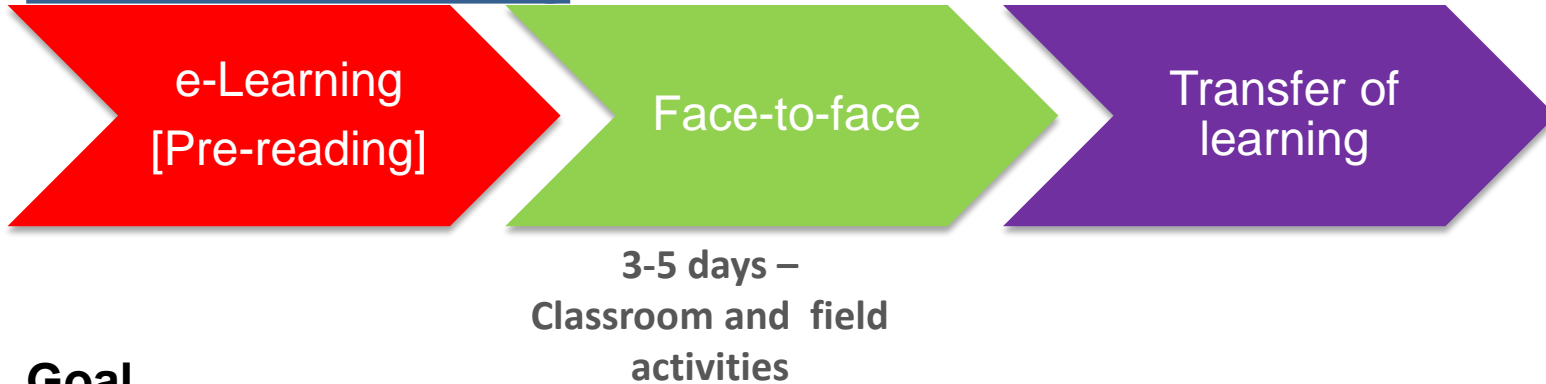 e-Learning
[Pre-reading]
Face-to-face
Transfer of
learning
3-5 days –
Classroom and field
activities
Goal